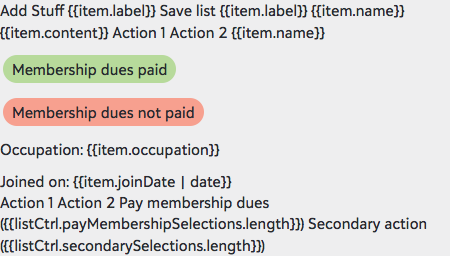 Add Stuff {{item.label}} Save list {{item.label}} {{item.name}}
{{item.content}} Action 1 Action 2 {{item.name}}
Membership dues paid
Membership dues not paid
Occupation: {{item.occupation}}
Joined on: {{item.joinDate | date}}
Action 1 Action 2 Pay membership dues
({{listCtrl.payMembershipSelections.length}}) Secondary action
({{listCtrl.secondarySelections.length}})